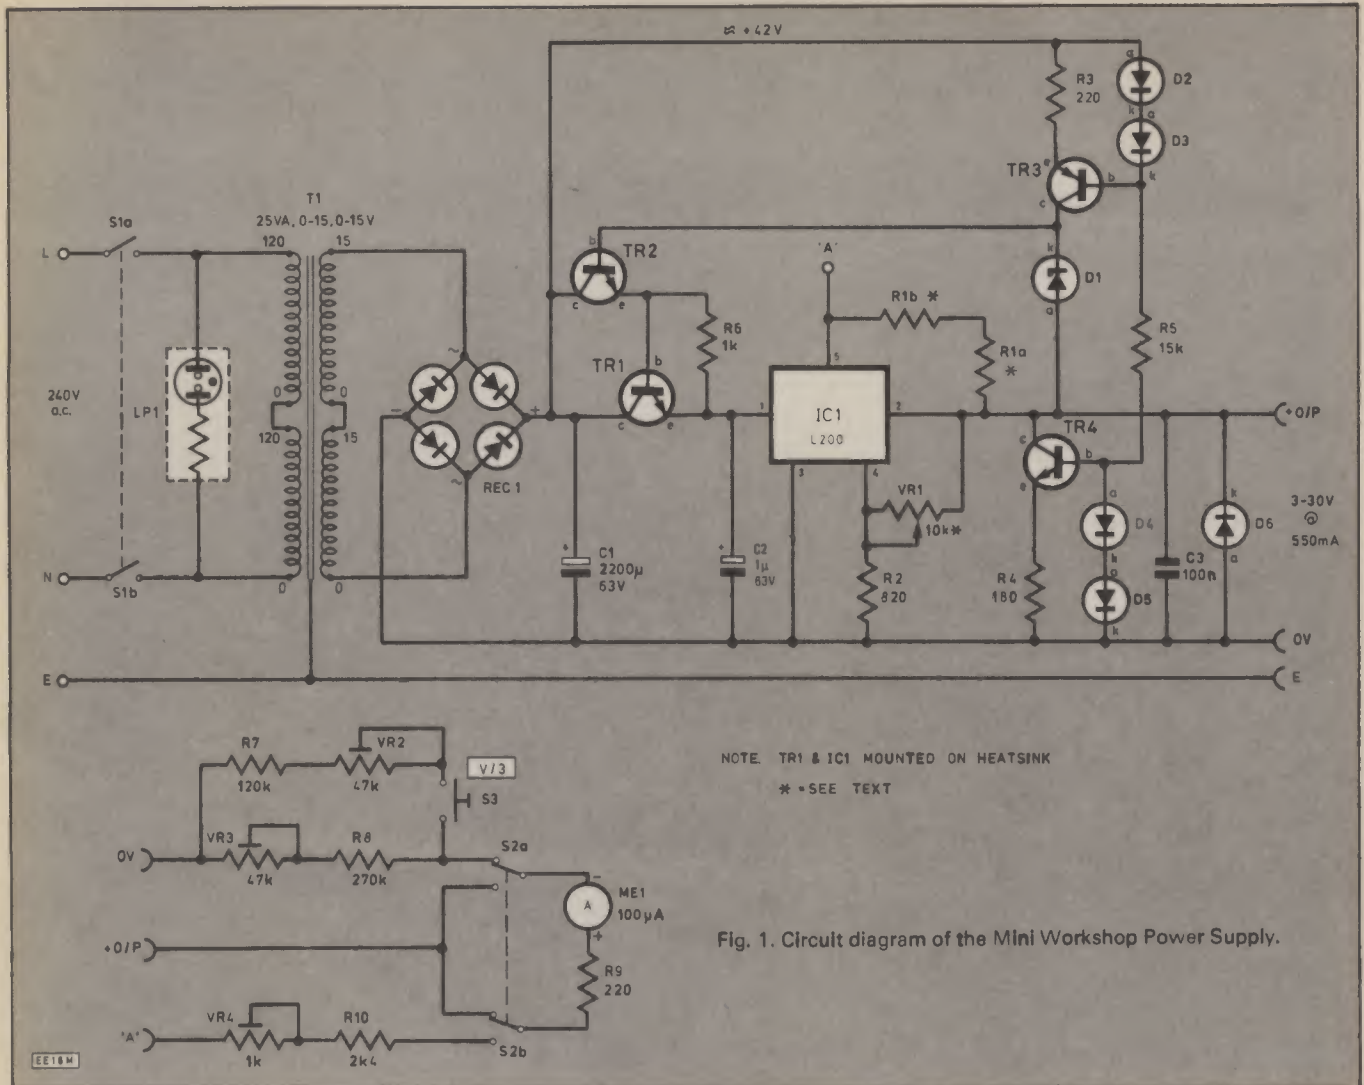 ≈ +42V
R3
220
a
D2
k
a
D3
k
e
TR3
b
c
T1
25VA, 0-15, 0-15V
S1a
120
15
L
b
TR2
c
e
'A'
k
D1
a
R1b *
R6
1k
R1a
*
R5
15k
5
b
TR1
c
e
~
240V
a.c.
LP1
0
0
120
15
-
+
~
REC1
1
IC1
L200
2
3
4
+O/P
c
TR4
b
e
VR1
10k*
a
D4
k
a
D5
k
k
D6
a
3-30V
@
550mA
+
C1
2200μ
63V
+
C2
1μ
63V
R2
820
R4
180
C3
100n
N
S1b
0
0
0V
E
E
R7
120k
VR2
47k
V/3
S3
NOTE. TR1 & IC1 MOUNTED ON HEATSINK
* = SEE TEXT
0V
VR3
47k
R8
270k
S2a
-
A
ME1
100μA
+
+O/P
R9
220
Fig. 1. Circuit diagram of the Mini Workshop Power Supply.
'A'
VR4
1k
R10
2k4
S2b
EE18M